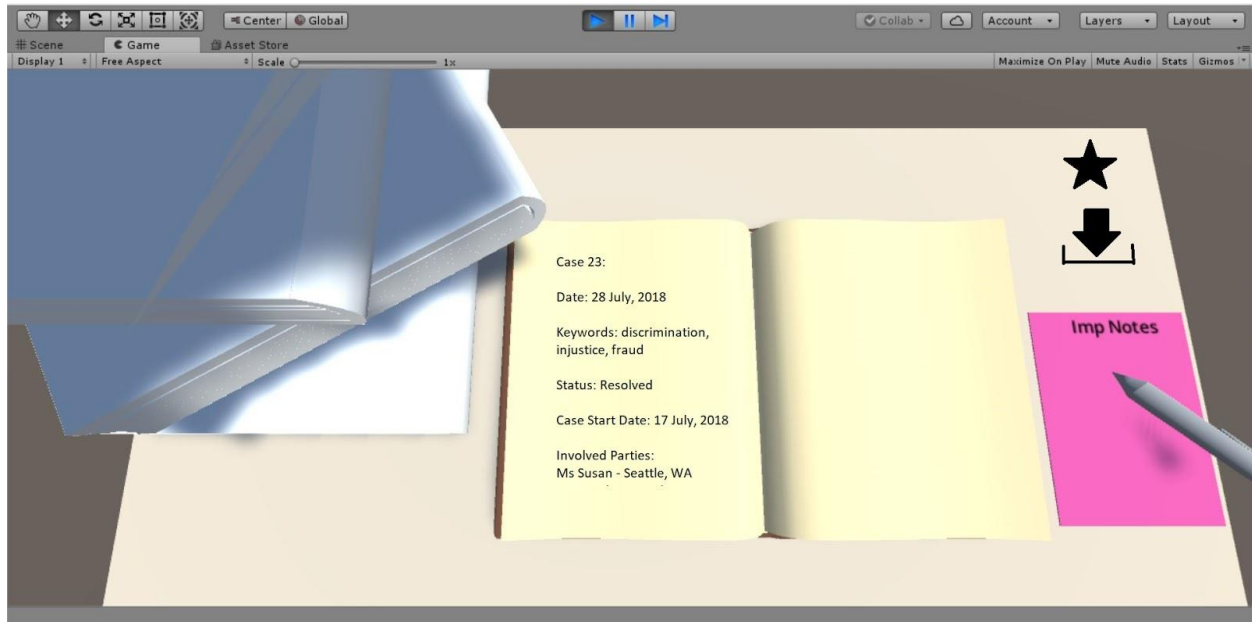 Center Global
Collab Account Layers Layout
Scene Game Asset Store
Display 1 Free Aspect Scale 1x Maximize On Play Mute Audio Stats Gizmos
Case 23:
Date: 28 July, 2018
Keywords: discrimination,
injustice, fraud
Status: Resolved
Case Start Date: 17 July, 2018
Involved Parties:
Ms Susan - Seattle, WA
Imp Notes